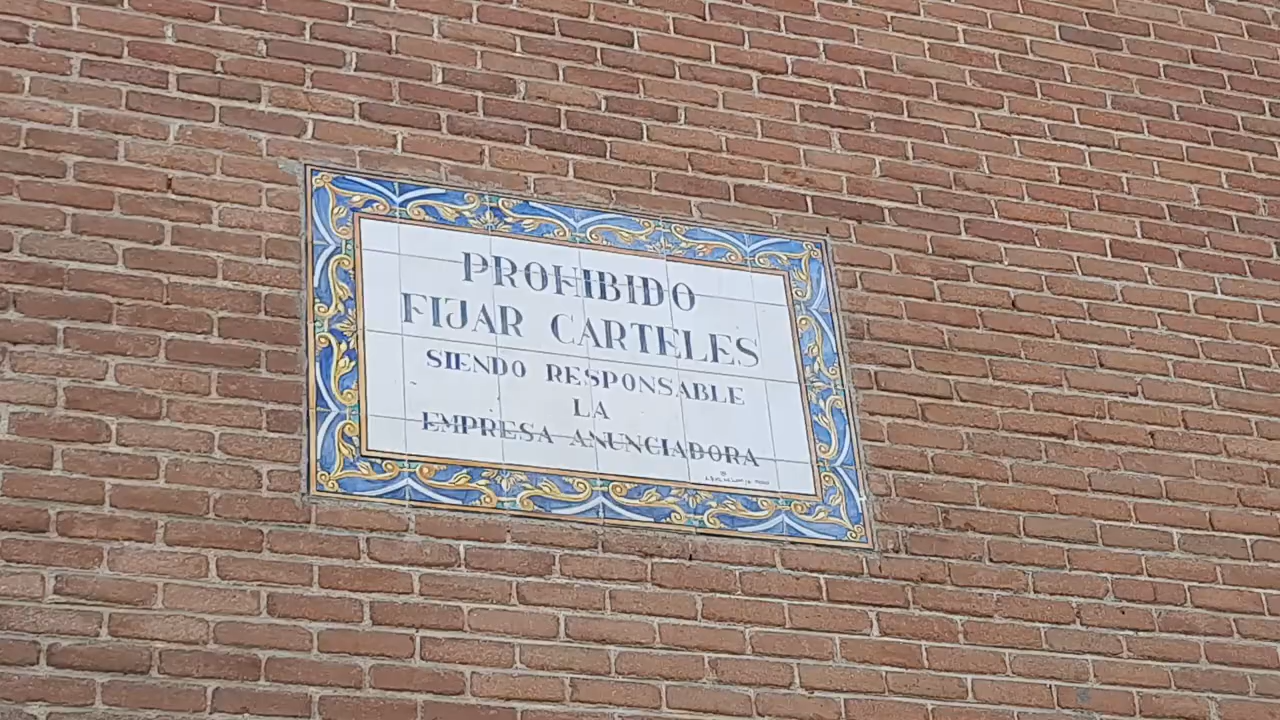 PROHIBIDO
FIJAR CARTELES
SIENDO RESPONSABLE
LA
EMPRESA ANUNCIADORA